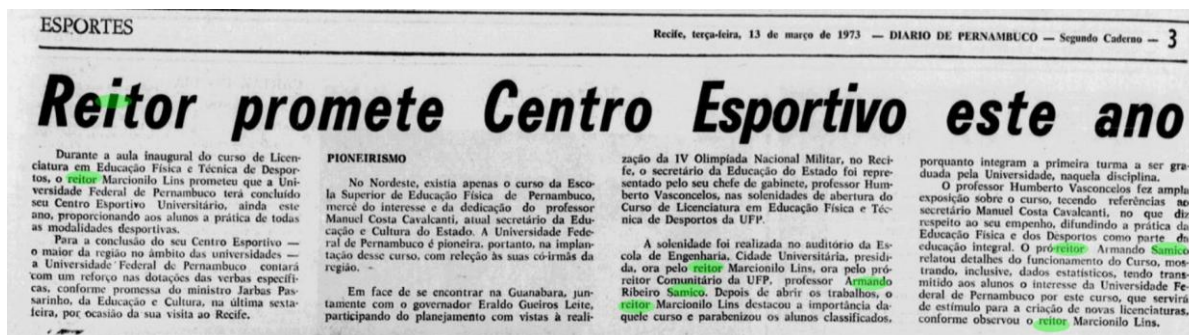 ESPORTES
Recife, terça-feira, 13 de março de 1973 — DIARIO DE PERNAMBUCO — Segundo Caderno — 3
Reitor promete Centro Esportivo este ano
Durante a aula inaugural do curso de Licen-
ciatura em Educação Física e Técnica de Despor-
tos, o reitor Marcionilo Lins prometeu que a Uni-
versidade Federal de Pernambuco terá concluído
seu Centro Esportivo Universitário, ainda este
ano, proporcionando aos alunos a prática de todas
as modalidades desportivas.
Para a conclusão do seu Centro Esportivo —
o maior da região no âmbito das universidades —
a Universidade Federal de Pernambuco contará
com um reforço nas dotações das verbas específi-
cas, conforme promessa do ministro Jarbas Pas-
sarinho, da Educação e Cultura, na última sexta-
feira, por ocasião da sua visita ao Recife.
PIONEIRISMO
No Nordeste, existia apenas o curso da Esco-
la Superior de Educação Física de Pernambuco,
mercê do interesse e da dedicação do professor
Manuel Costa Cavalcanti, atual secretário da Edu-
cação e Cultura do Estado. A Universidade Fede-
ral de Pernambuco é pioneira, portanto, na implan-
tação desse curso, com relação às suas có-irmãs da
região.
Em face de se encontrar na Guanabara, jun-
tamente com o governador Eraldo Gueiros Leite,
participando do planejamento com vistas à reali-
zação da IV Olimpíada Nacional Militar, no Reci-
fe, o secretário da Educação do Estado foi repre-
sentado pelo seu chefe de gabinete, professor Hum-
berto Vasconcelos, nas solenidades de abertura do
Curso de Licenciatura em Educação Física e Téc-
nica de Desportos da UFP.
A solenidade foi realizada no auditório da Es-
cola de Engenharia, Cidade Universitária, presidi-
da, ora pelo reitor Marcionilo Lins, ora pelo pró-
reitor Comunitário da UFP, professor Armando
Ribeiro Samico. Depois de abrir os trabalhos, o
reitor Marcionilo Lins destacou a importância da-
quele curso e parabenizou os alunos classificados,
porquanto integram a primeira turma a ser gra-
duada pela Universidade, naquela disciplina.
O professor Humberto Vasconcelos fez ampla
exposição sobre o curso, tecendo referências no
secretário Manuel Costa Cavalcanti, no que diz
respeito ao seu empenho, difundindo a prática da
Educação Física e dos Desportos como parte da
educação integral. O próreitor Armando Samico
relatou detalhes do funcionamento do Curso, mos-
trando, inclusive, dados estatísticos, tendo trans-
mitido aos alunos o interesse da Universidade Fe-
deral de Pernambuco por este curso, que servirá
de estímulo para a criação de novas licenciaturas,
conforme observou o reitor Marcionilo Lins.